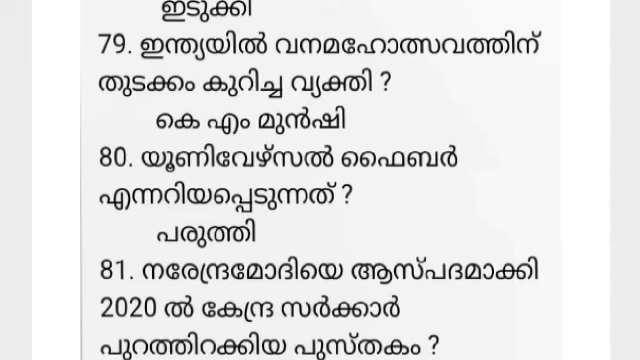 ഇടുക്കി
79. ഇന്ത്യയിൽ വനമഹോത്സവത്തിന്
തുടക്കം കുറിച്ച വ്യക്തി ?
കെ എം മുൻഷി
80. യൂണിവേഴ്സൽ ഫൈബർ
എന്നറിയപ്പെടുന്നത് ?
പരുത്തി
81. നരേന്ദ്രമോദിയെ ആസ്പദമാക്കി
2020 ൽ കേന്ദ്ര സർക്കാർ
പുറത്തിറക്കിയ പുസ്തകം ?